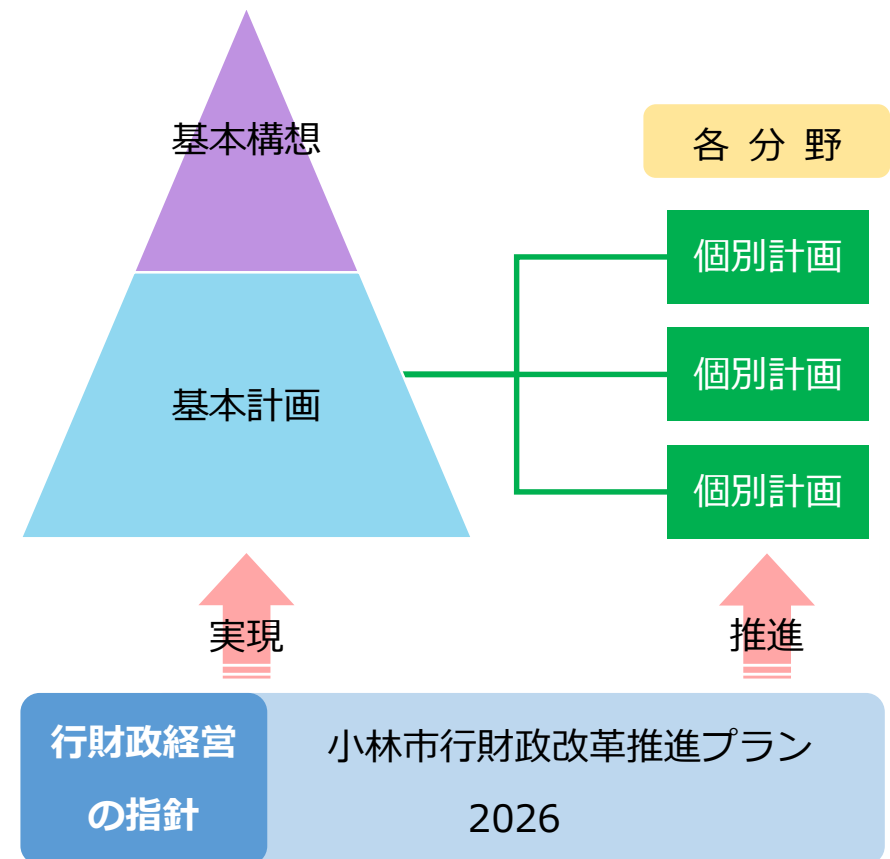 基本構想
各 分 野
個別計画
個別計画
基本計画
個別計画
実現
推進
行財政経営
の指針
小林市行財政改革推進プラン
2026